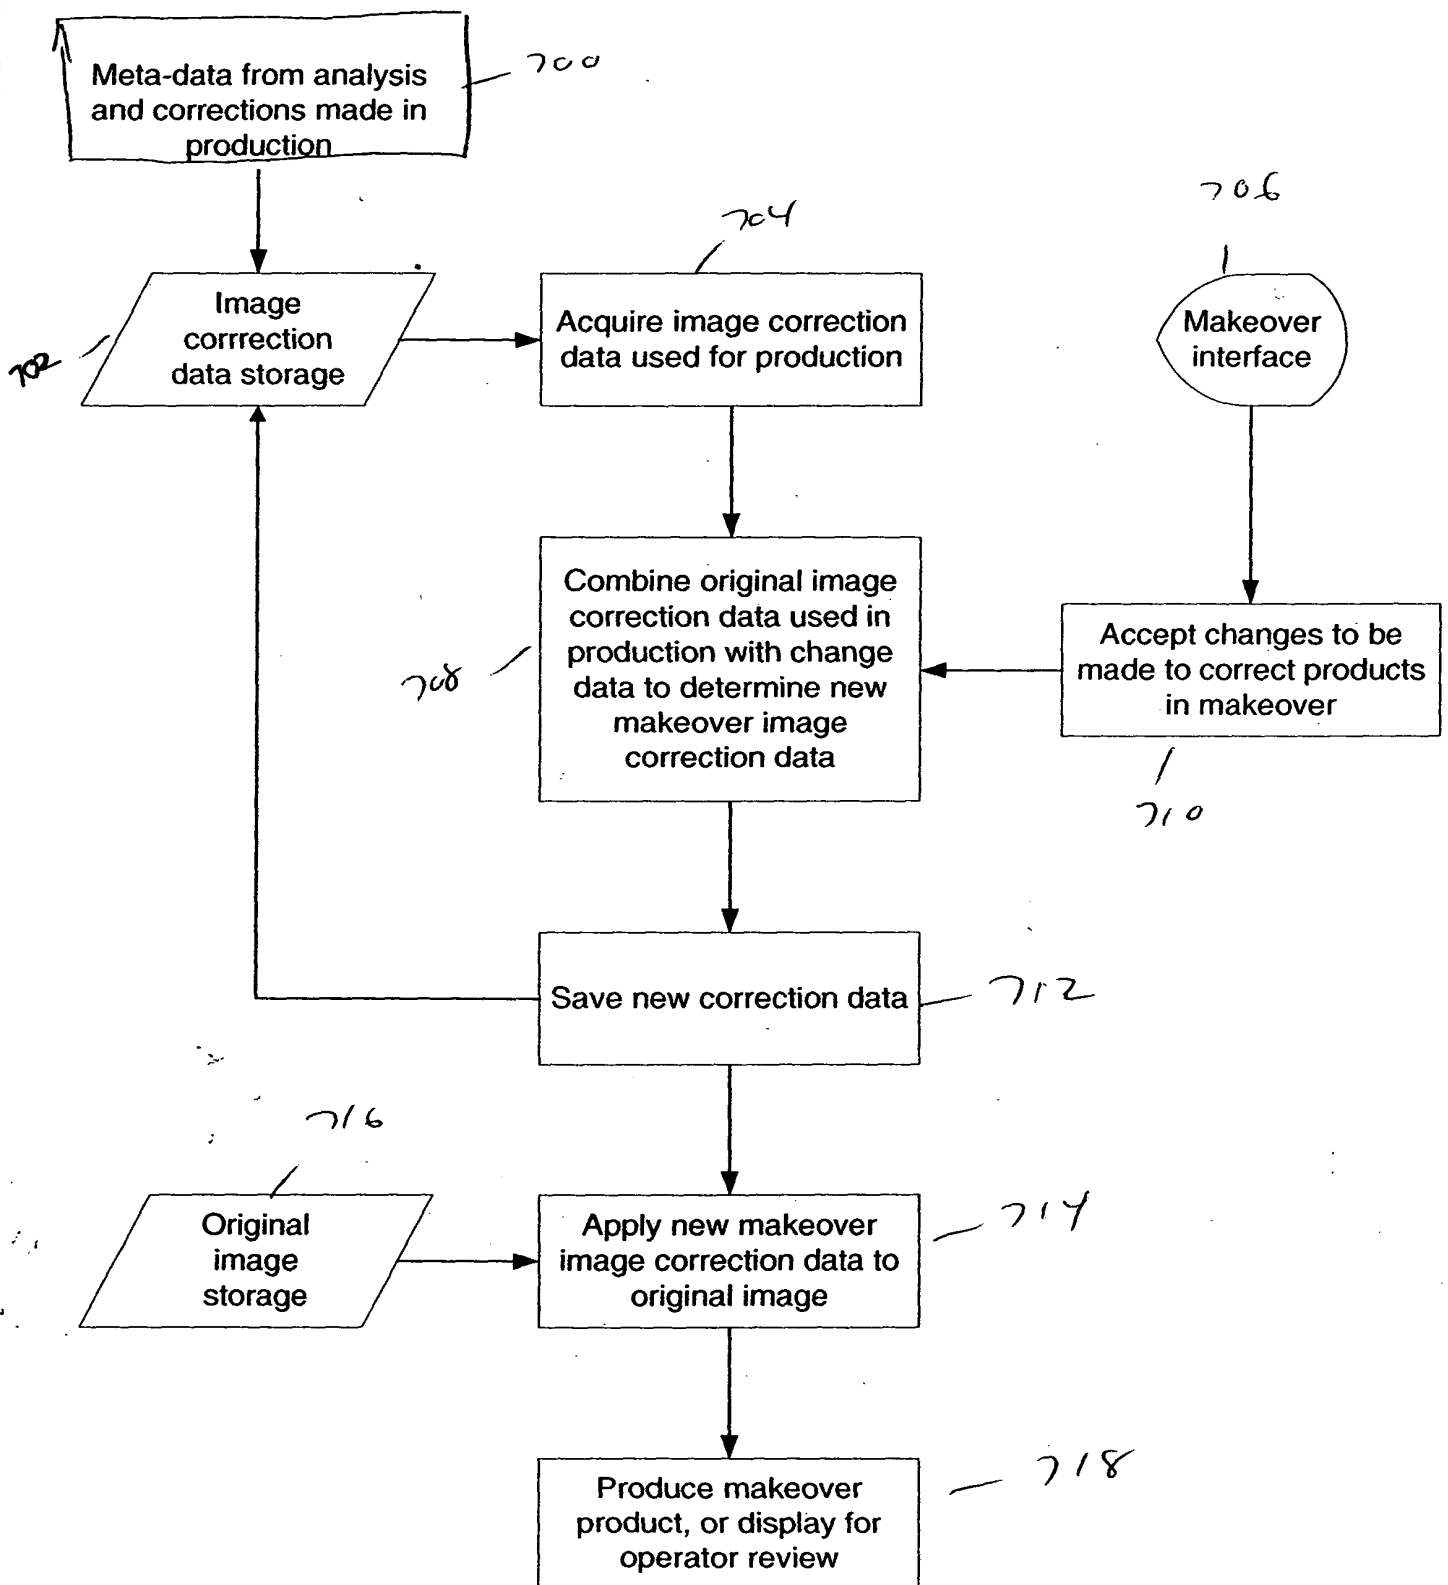 Meta-data from analysis
and corrections made in
production
700
704
706
Image
corrrection
data storage
702
Acquire image correction
data used for production
Makeover
interface
Combine original image
correction data used in
production with change
data to determine new
makeover image
correction data
708
Accept changes to be
made to correct products
in makeover
710
Save new correction data
712
716
Original
image
storage
Apply new makeover
image correction data to
original image
714
Produce makeover
product, or display for
operator review
718